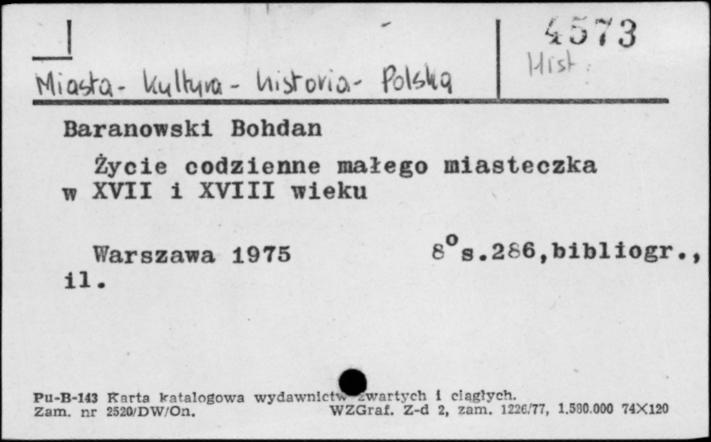 4573
Hist.
Miasta - Kultura - historia - Polska
Baranowski Bohdan
Życie codzienne małego miasteczka
w XVII i XVIII wieku
Warszawa 1975 8° s.286,bibliogr.,
il.
Pu-B-143 Karta katalogowa wydawnictw zwartych i ciągłych.
Zam. nr 2520/DW/On. WZGraf. Z-d 2, zam. 1226/77, 1.580.000 74X120